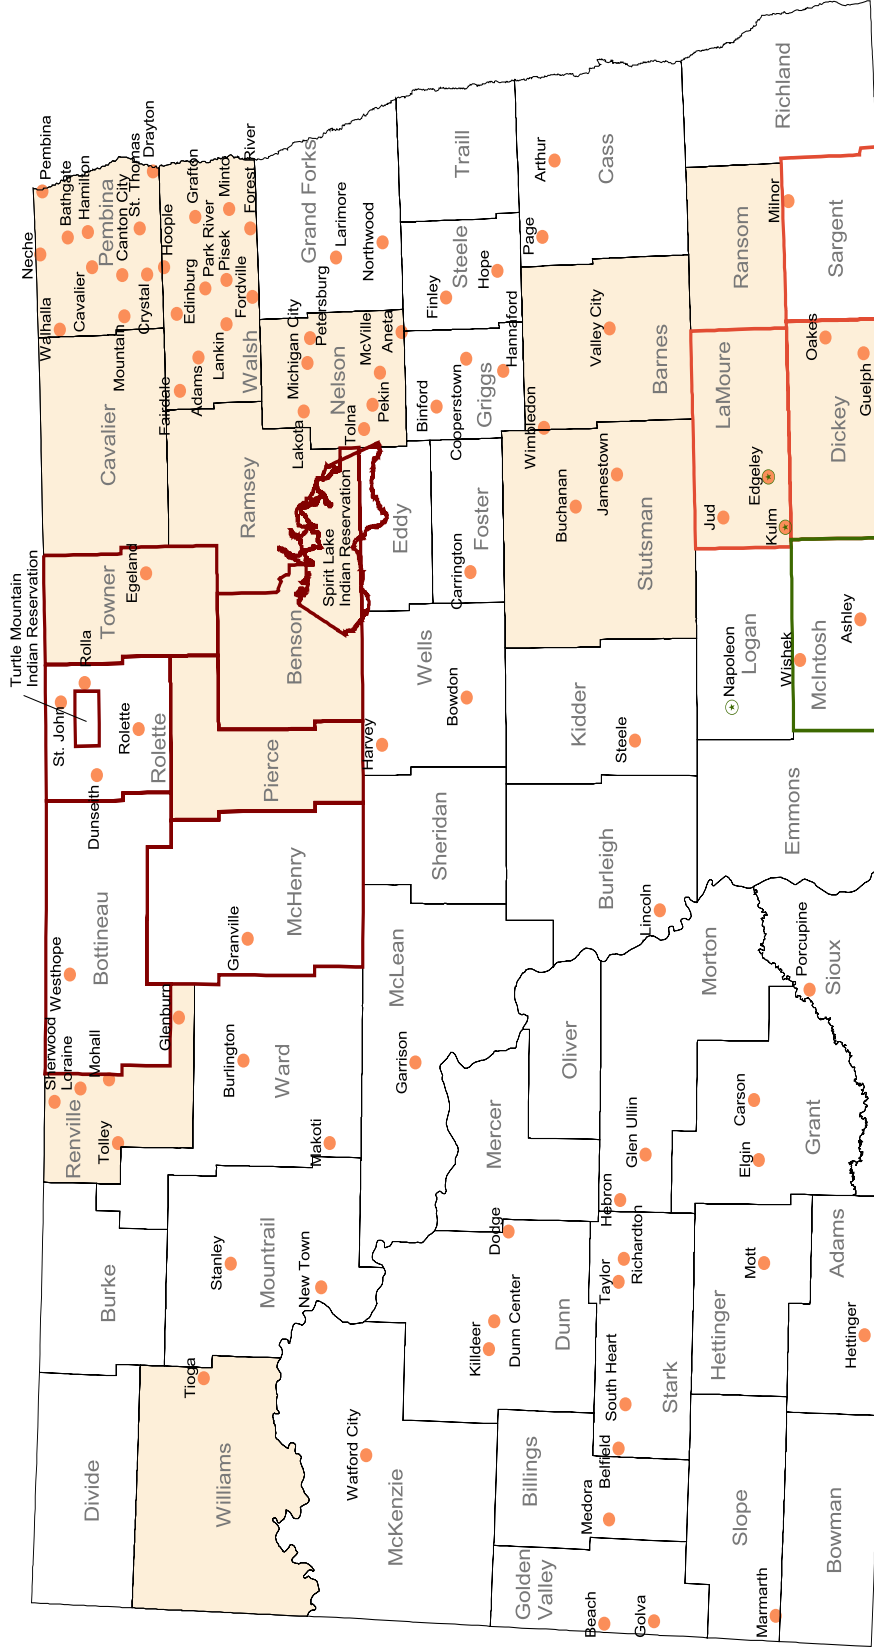 Turtle Mountain
Indian Reservation
Divide
Burke
Renville
Sherwood
Loraine
Mohall
Tolley
Westhope
Bottineau
St. John
Rolla
Dunseith
Rolette
Rolette
Towner
Egeland
Cavalier
Neche
Pembina
Walhalla
Bathgate
Hamilton
Cavalier
Pembina
Canton City
St. Thomas
Drayton
Mountain
Crystal
Hoople
Williams
Tioga
Stanley
Mountrail
New Town
Glenburn
Burlington
Ward
Makoti
Granville
McHenry
Pierce
Benson
Ramsey
Spirit Lake
Indian Reservation
Fairdale
Adams
Edinburg
Lankin
Park River
Pisek
Grafton
Minto
Fordville
Forest River
Walsh
Lakota
Michigan City
Petersburg
Nelson
Tolna
McVille
Pekin
Aneta
Grand Forks
Larimore
Northwood
McKenzie
Watford City
Killdeer
Dunn Center
Dodge
Dunn
Mercer
Garrison
McLean
Oliver
Sheridan
Harvey
Wells
Bowdon
Eddy
Carrington
Foster
Binford
Cooperstown
Griggs
Hannaford
Finley
Steele
Hope
Traill
Golden
Valley
Beach
Golva
Billings
Medora
Belfield
South Heart
Stark
Taylor
Richardton
Hebron
Glen Ullin
Morton
Burleigh
Lincoln
Kidder
Steele
Stutsman
Buchanan
Jamestown
Wimbledon
Valley City
Barnes
Page
Arthur
Cass
Slope
Marmarth
Bowman
Hettinger
Mott
Hettinger
Adams
Elgin
Carson
Grant
Porcupine
Sioux
Emmons
Napoleon
Logan
Wishek
McIntosh
Ashley
Jud
Edgeley
Kulm
LaMoure
Dickey
Oakes
Guelph
Ransom
Milnor
Sargent
Richland